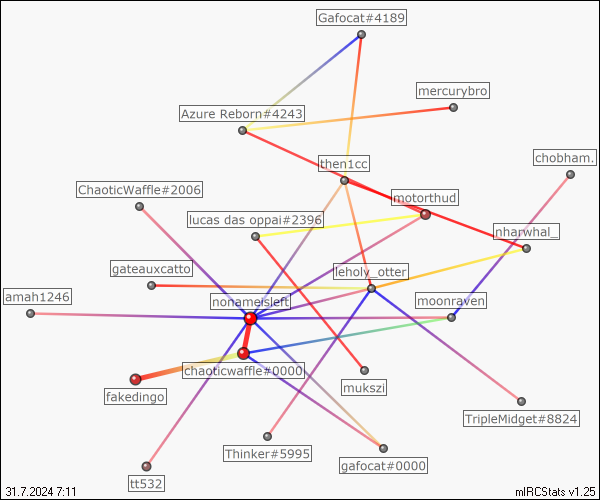 Gafocat#4189
mercurybro
Azure Reborn#4243
then1cc
chobham.
ChaoticWaffle#2006
motorthud
lucas das oppai#2396
nharwhal_
gateauxcatto
leholy_otter
amah1246
nonameisleft
moonraven
chaoticwaffle#0000
mukszi
fakedingo
TripleMidget#8824
Thinker#5995
gafocat#0000
tt532
31.7.2024 7:11
mIRCStats v1.25